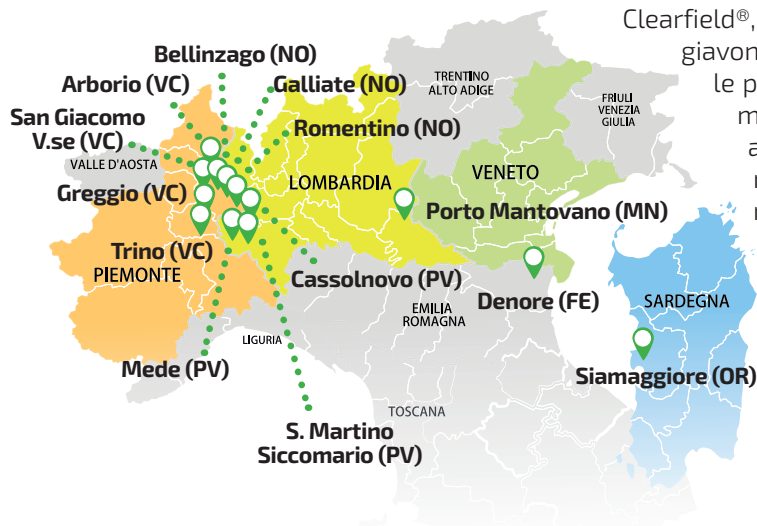 Clearfield®,
giavon
le p
m
a
r
r
Bellinzago (NO)
Arborio (VC)
Galliate (NO)
San Giacomo
V.se (VC)
Romentino (NO)
TRENTINO
ALTO ADIGE
FRIULI
VENEZIA
GIULIA
VALLE D'AOSTA
LOMBARDIA
VENETO
Greggio (VC)
Porto Mantovano (MN)
Trino (VC)
PIEMONTE
Cassolnovo (PV)
Denore (FE)
SARDEGNA
EMILIA
ROMAGNA
LIGURIA
Mede (PV)
Siamaggiore (OR)
TOSCANA
S. Martino
Siccomario (PV)